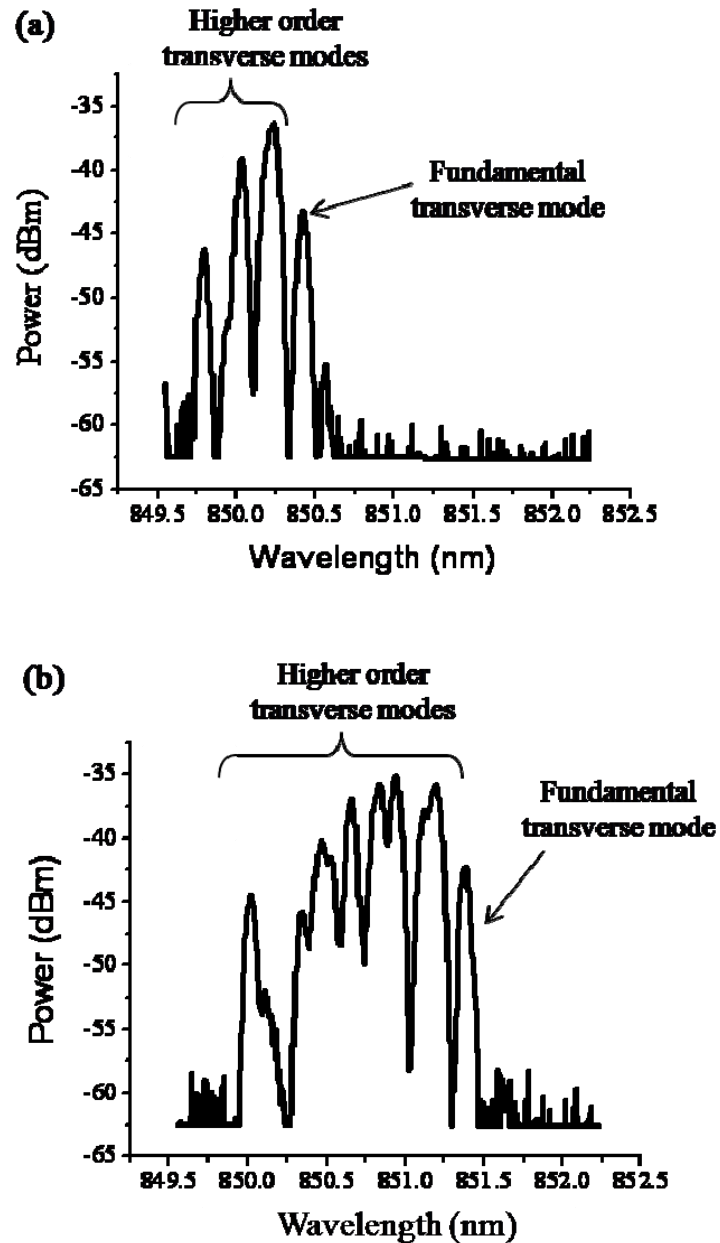 (a)
Higher order
transverse modes
Fundamental
transverse mode
Power (dBm)
-35
-40
-45
-50
-55
-60
-65
849.5 850.0 850.5 851.0 851.5 852.0 852.5
Wavelength (nm)
(b)
Higher order
transverse modes
Fundamental
transverse mode
Power (dBm)
-35
-40
-45
-50
-55
-60
-65
849.5 850.0 850.5 851.0 851.5 852.0 852.5
Wavelength (nm)